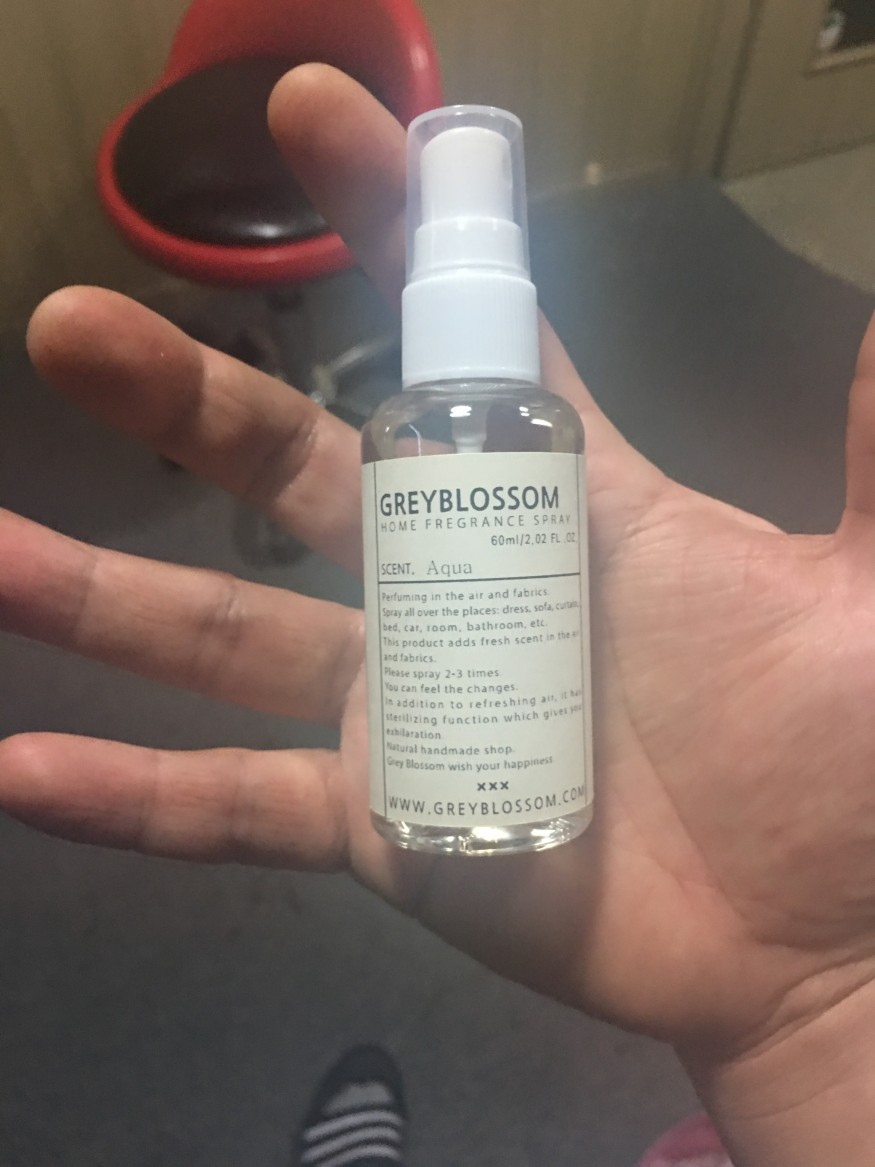 GREYBLOSSOM
HOME FREGRANCE SPRAY
60ml/2,02 FL .OZ.
SCENT. Aqua
Perfuming in the air and fabrics.
Spray all over the places: dress, sofa, curtain,
bed, car, room, bathroom, etc.
This product adds fresh scent in the air
and fabrics.
Please spray 2-3 times.
You can feel the changes.
In addition to refreshing air, it has
sterilizing function which gives you
exhilaration.
Natural handmade shop.
Grey Blossom wish your happiness.
xxx
WWW.GREYBLOSSOM.COM